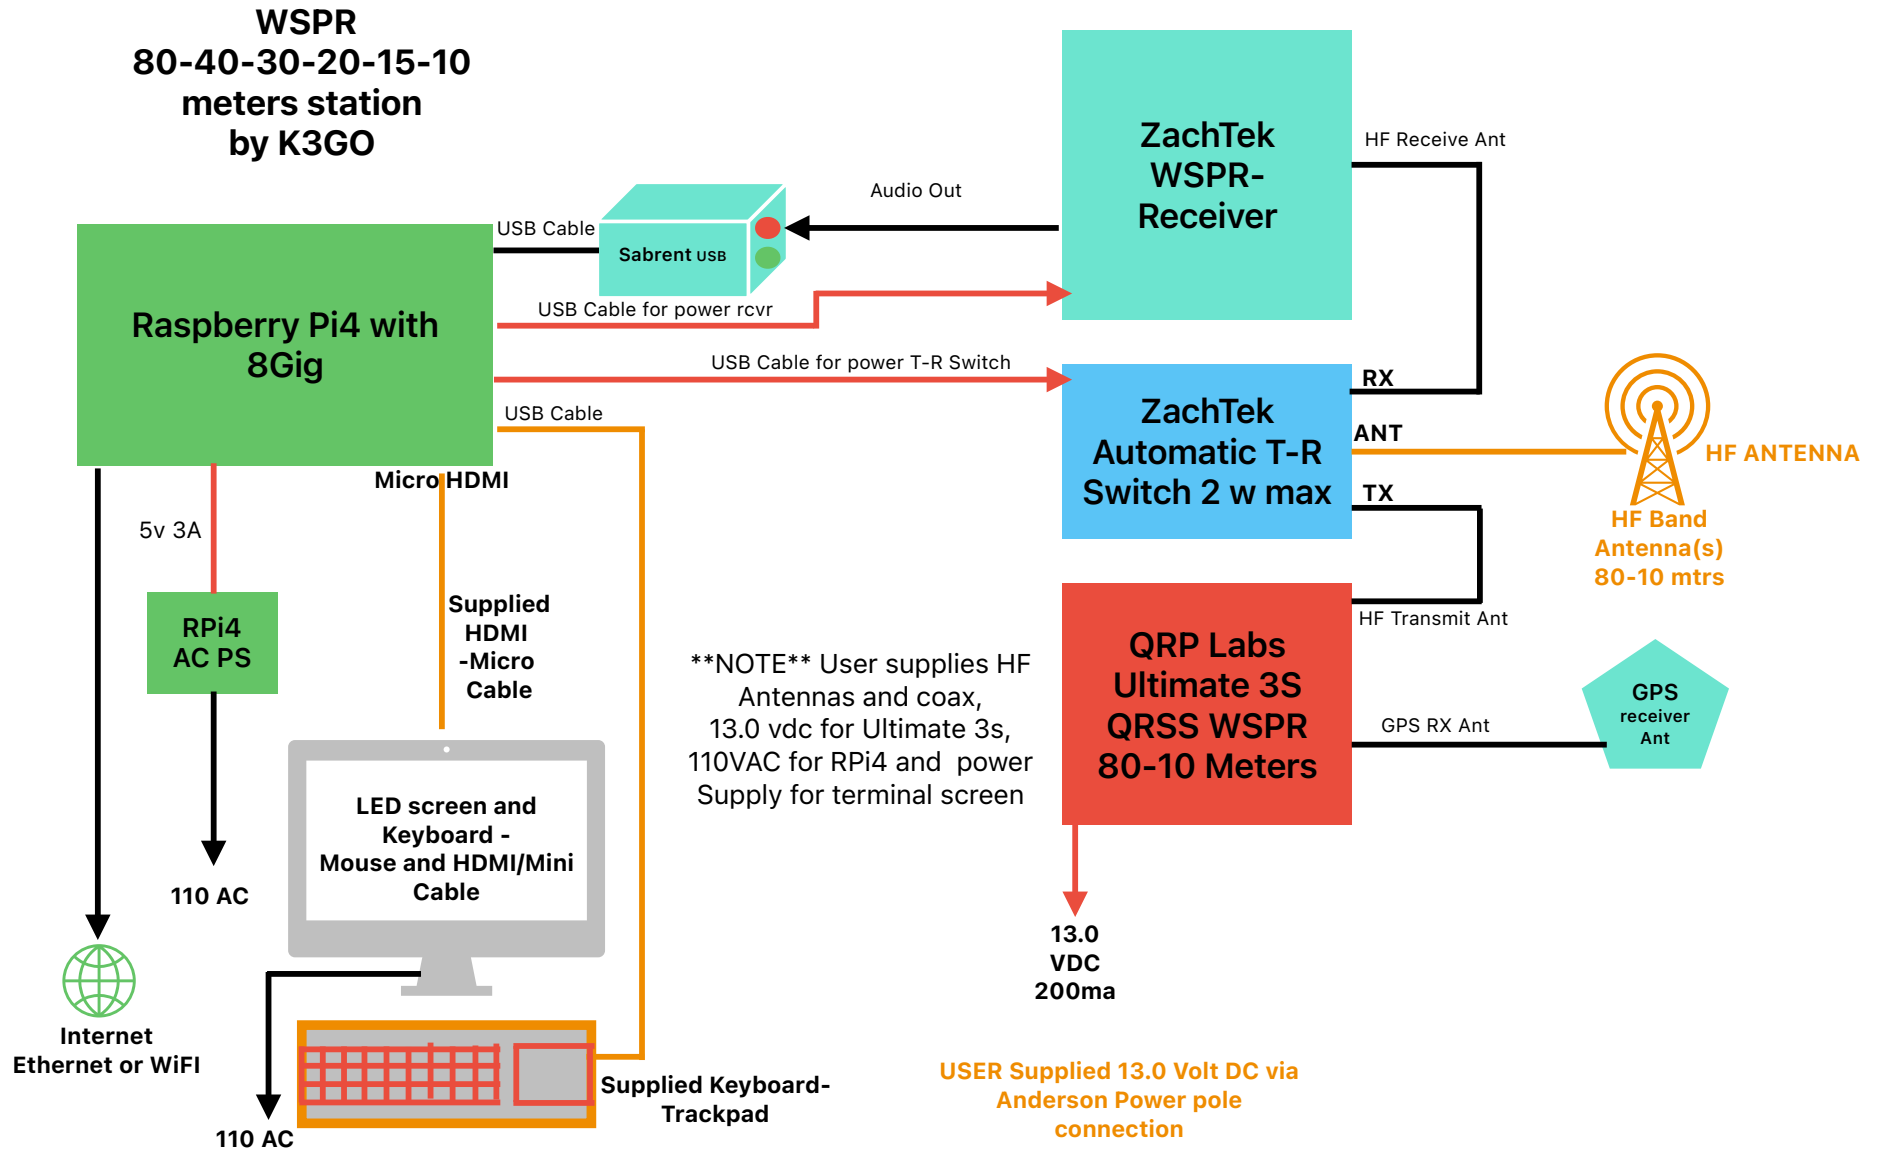 WSPR
80-40-30-20-15-10
meters station
by K3GO
ZachTek
WSPR-
Receiver
HF Receive Ant
Audio Out
USB Cable
Sabrent USB
USB Cable for power rcvr
Raspberry Pi4 with
8Gig
USB Cable for power T-R Switch
USB Cable
RX
ANT
TX
ZachTek
Automatic T-R
Switch 2 w max
HF ANTENNA
HF Band
Antenna(s)
80-10 mtrs
Micro HDMI
5v 3A
RPi4
AC PS
Supplied
HDMI
-Micro
Cable
**NOTE** User supplies HF
Antennas and coax,
13.0 vdc for Ultimate 3s,
110VAC for RPi4 and  power
Supply for terminal screen
HF Transmit Ant
QRP Labs
Ultimate 3S
QRSS WSPR
80-10 Meters
GPS RX Ant
GPS
receiver
Ant
LED screen and
Keyboard -
Mouse and HDMI/Mini
Cable
110 AC
13.0
VDC
200ma
Internet
Ethernet or WiFI
110 AC
Supplied Keyboard-
Trackpad
USER Supplied 13.0 Volt DC via
Anderson Power pole
connection